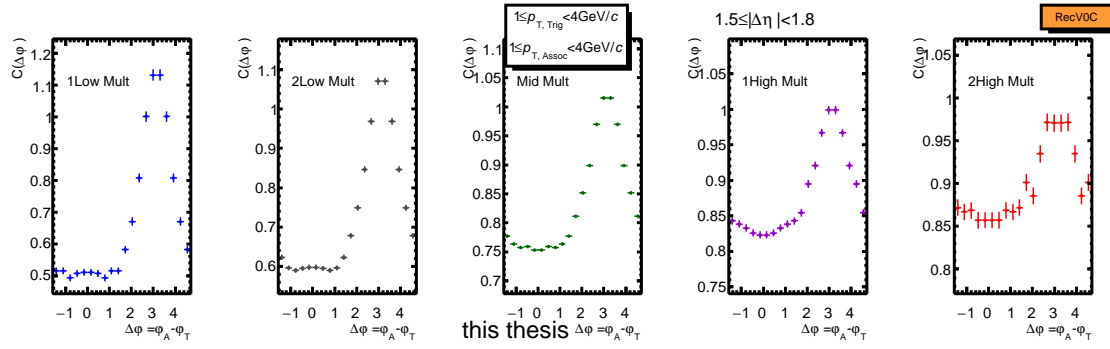 1≤p_T, Trig<4GeV/c
1≤p_T, Assoc<4GeV/c
1.5≤|Δη |<1.8
RecV0C
C(Δφ)
1Low Mult
1.2
1.1
1
0.9
0.8
0.7
0.6
0.5
−1 0 1 2 3 4
Δφ =φ_A-φ_T
C(Δφ)
2Low Mult
1.1
1
0.9
0.8
0.7
0.6
−1 0 1 2 3 4
Δφ =φ_A-φ_T
C(Δφ)
Mid Mult
1.1
1.05
1
0.95
0.9
0.85
0.8
0.75
0.7
−1 0 1 2 3 4
Δφ =φ_A-φ_T
C(Δφ)
1High Mult
1.05
1
0.95
0.9
0.85
0.8
0.75
−1 0 1 2 3 4
Δφ =φ_A-φ_T
C(Δφ)
2High Mult
1.05
1
0.95
0.9
0.85
0.8
−1 0 1 2 3 4
Δφ =φ_A-φ_T
this thesis